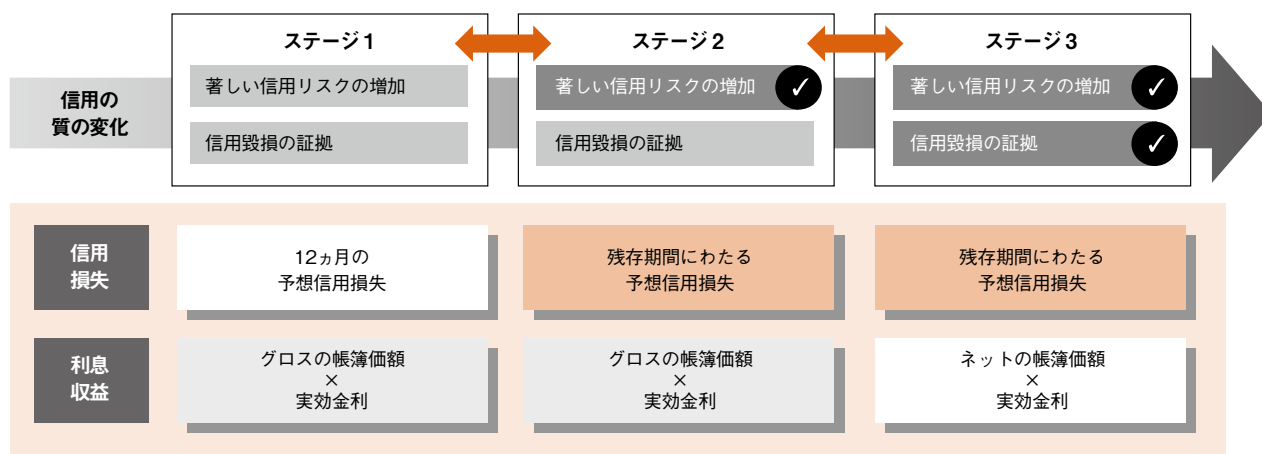 ステージ1
ステージ2
ステージ3
信用の
質の変化
著しい信用リスクの増加
信用毀損の証拠
著しい信用リスクの増加 ✓
信用毀損の証拠
著しい信用リスクの増加 ✓
信用毀損の証拠 ✓
信用
損失
12ヵ月の
予想信用損失
残存期間にわたる
予想信用損失
残存期間にわたる
予想信用損失
利息
収益
グロスの帳簿価額
×
実効金利
グロスの帳簿価額
×
実効金利
ネットの帳簿価額
×
実効金利